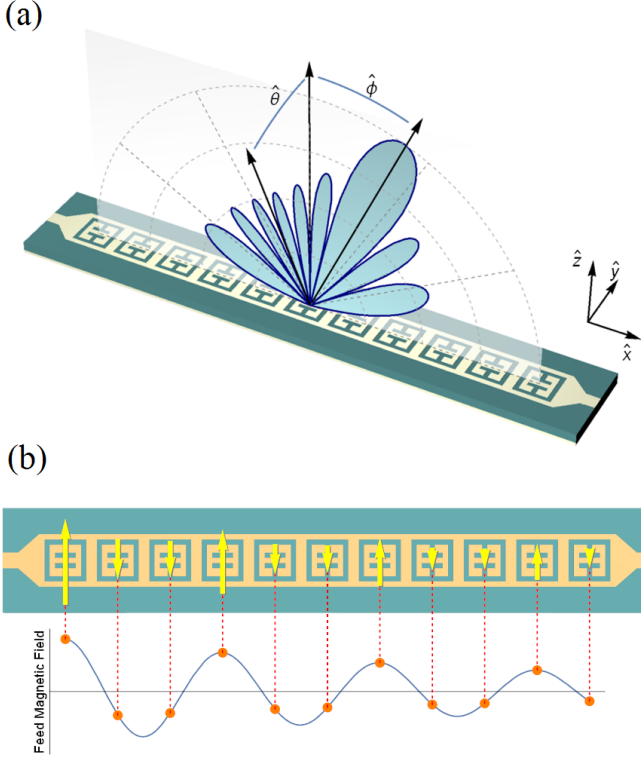 (a)
θ̂
ϕ̂
ẑ
ŷ
x̂
(b)
Feed Magnetic Field